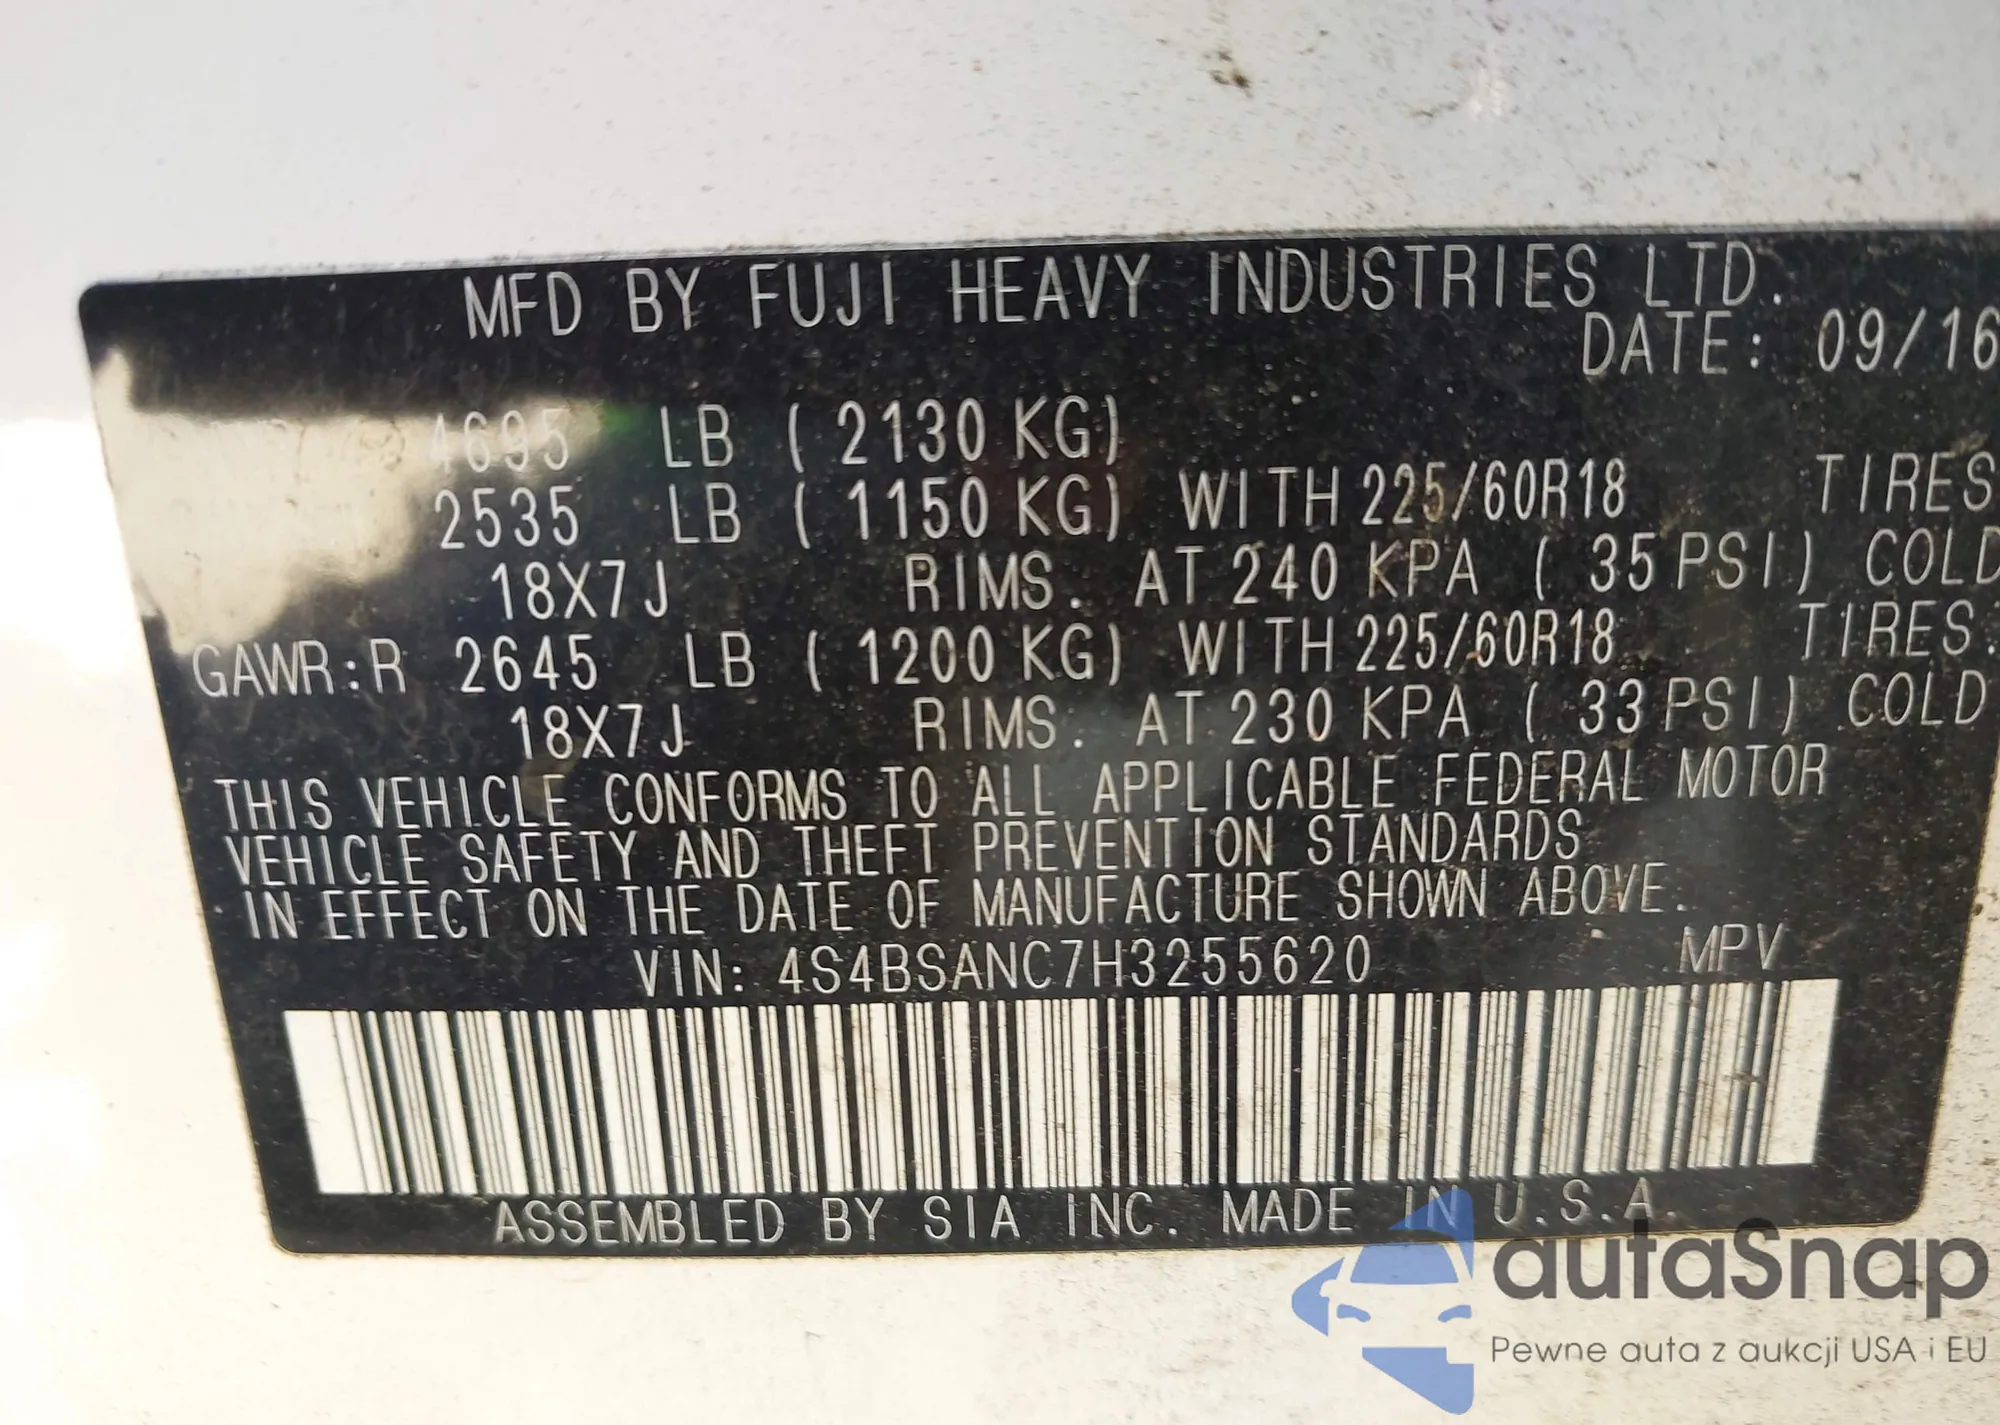 MFD BY FUJI HEAVY INDUSTRIES LTD.
DATE: 09/16
4695 LB ( 2130 KG)
2535 LB ( 1150 KG) WITH 225/60R18 TIRES
18X7J RIMS. AT 240 KPA ( 35 PSI) COLD
GAWR:R 2645 LB ( 1200 KG) WITH 225/60R18 TIRES.
18X7J RIMS. AT 230 KPA ( 33 PSI) COLD
THIS VEHICLE CONFORMS TO ALL APPLICABLE FEDERAL MOTOR
VEHICLE SAFETY AND THEFT PREVENTION STANDARDS
IN EFFECT ON THE DATE OF MANUFACTURE SHOWN ABOVE.
VIN: 4S4BSANC7H3255620 MPV
ASSEMBLED BY SIA INC. MADE IN U.S.A.
autaSnap
Pewne auta z aukcji USA i EU